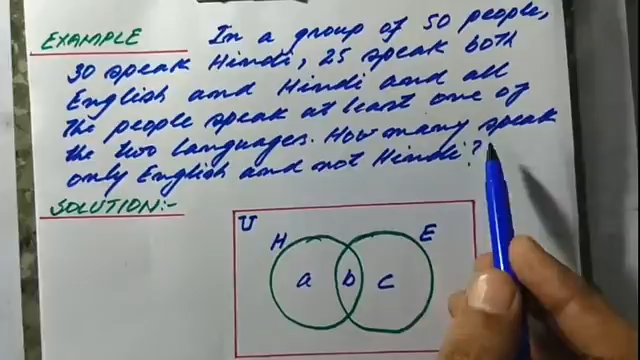 EXAMPLE In a group of 50 people,
30 speak Hindi, 25 speak both
English and Hindi and all
the people speak at least one of
the two languages. How many speak
only English and not Hindi?
SOLUTION:-
U
H E
a b c